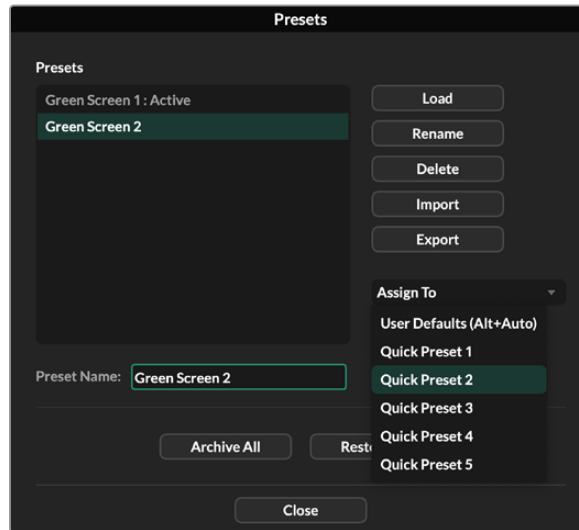 Presets
Presets
Green Screen 1 : Active
Green Screen 2
Load
Rename
Delete
Import
Export
Assign To
User Defaults (Alt+Auto)
Quick Preset 1
Quick Preset 2
Quick Preset 3
Quick Preset 4
Quick Preset 5
Preset Name: Green Screen 2
Archive All
Close